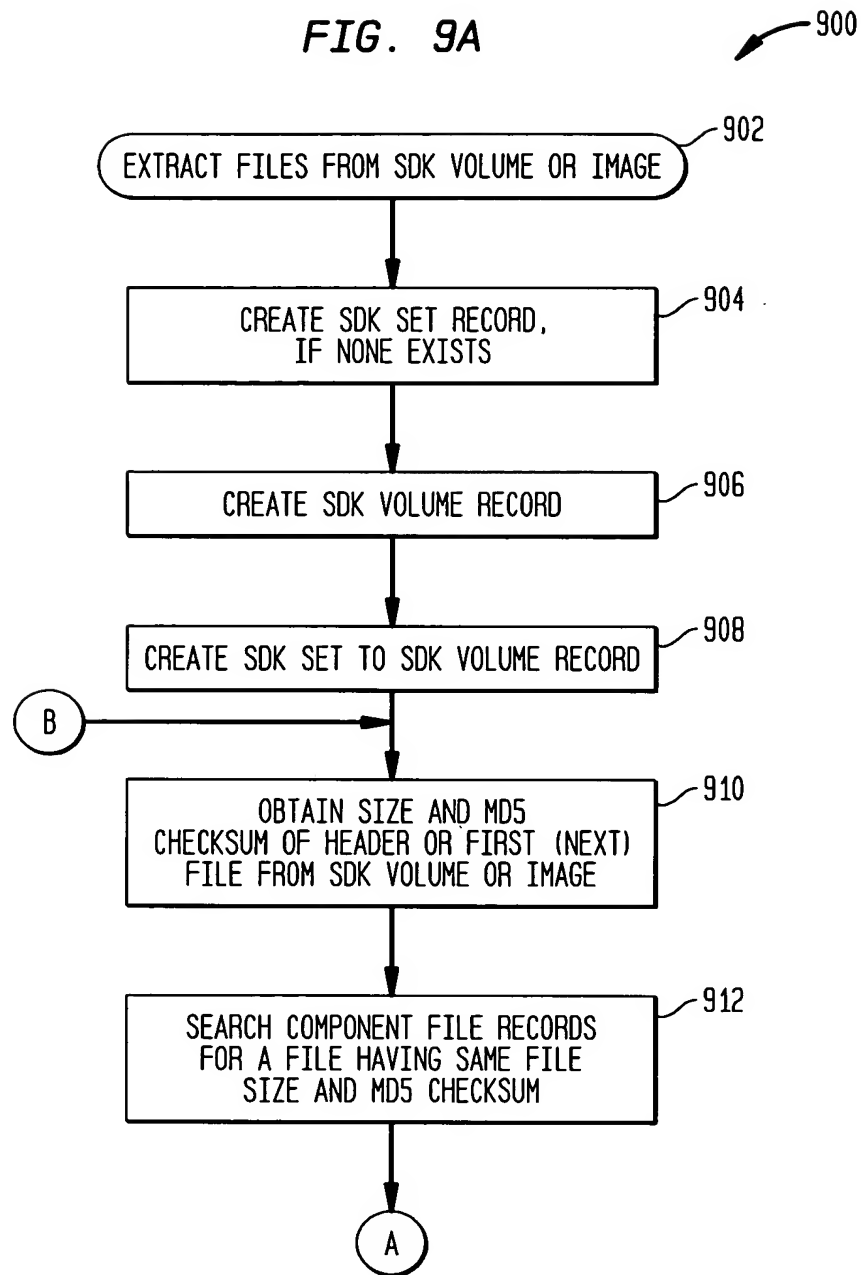 FIG. 9A
900
902
EXTRACT FILES FROM SDK VOLUME OR IMAGE
904
CREATE SDK SET RECORD,
IF NONE EXISTS
906
CREATE SDK VOLUME RECORD
908
CREATE SDK SET TO SDK VOLUME RECORD
B
910
OBTAIN SIZE AND MD5
CHECKSUM OF HEADER OR FIRST (NEXT)
FILE FROM SDK VOLUME OR IMAGE
912
SEARCH COMPONENT FILE RECORDS
FOR A FILE HAVING SAME FILE
SIZE AND MD5 CHECKSUM
A